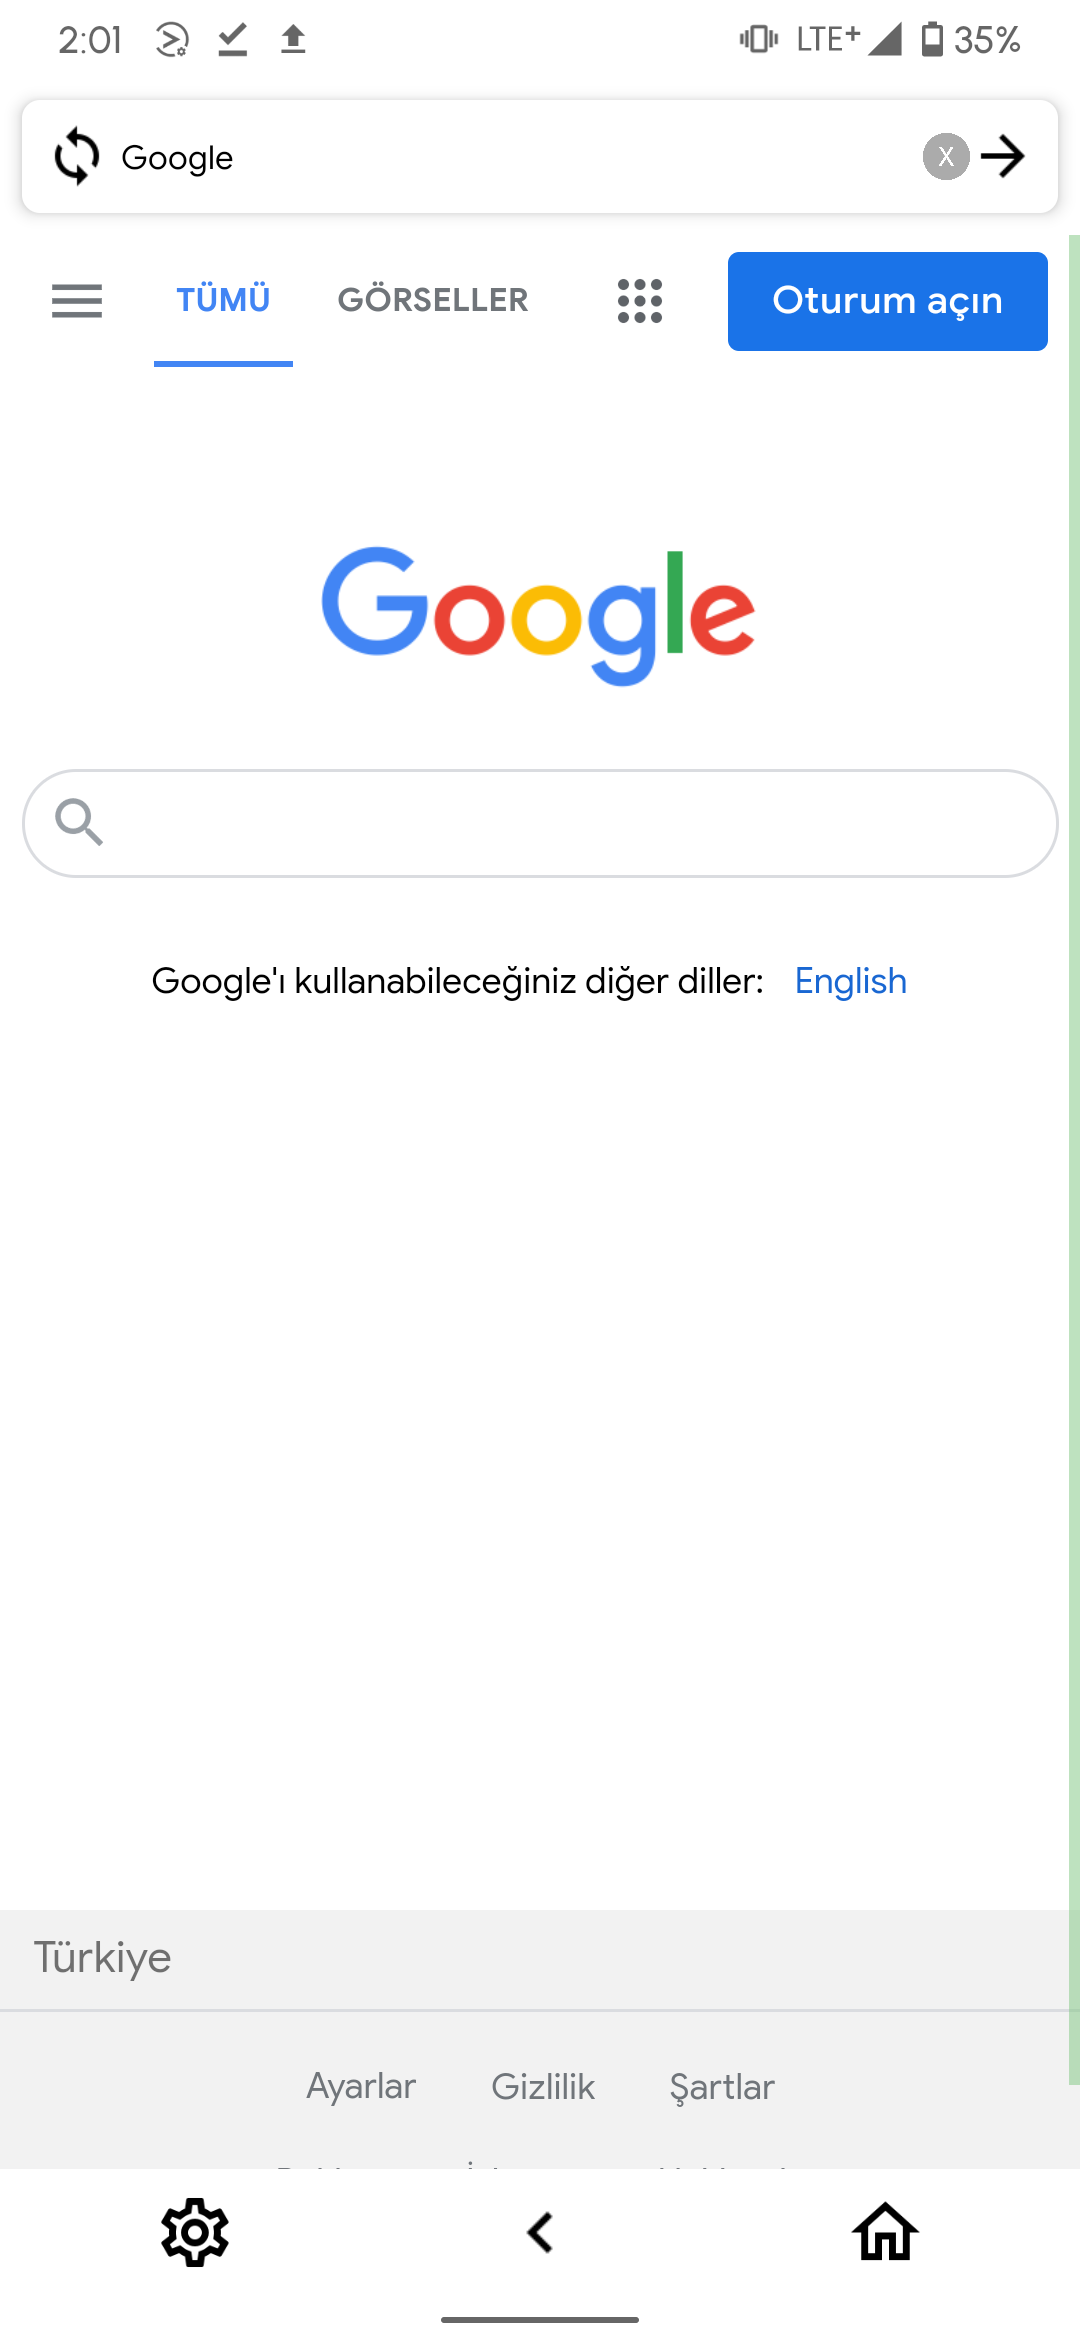 2:01 LTE+ 35%
Google X
TÜMÜ GÖRSELLER Oturum açın
Google
Google'ı kullanabileceğiniz diğer diller: English
Türkiye
Ayarlar Gizlilik Şartlar